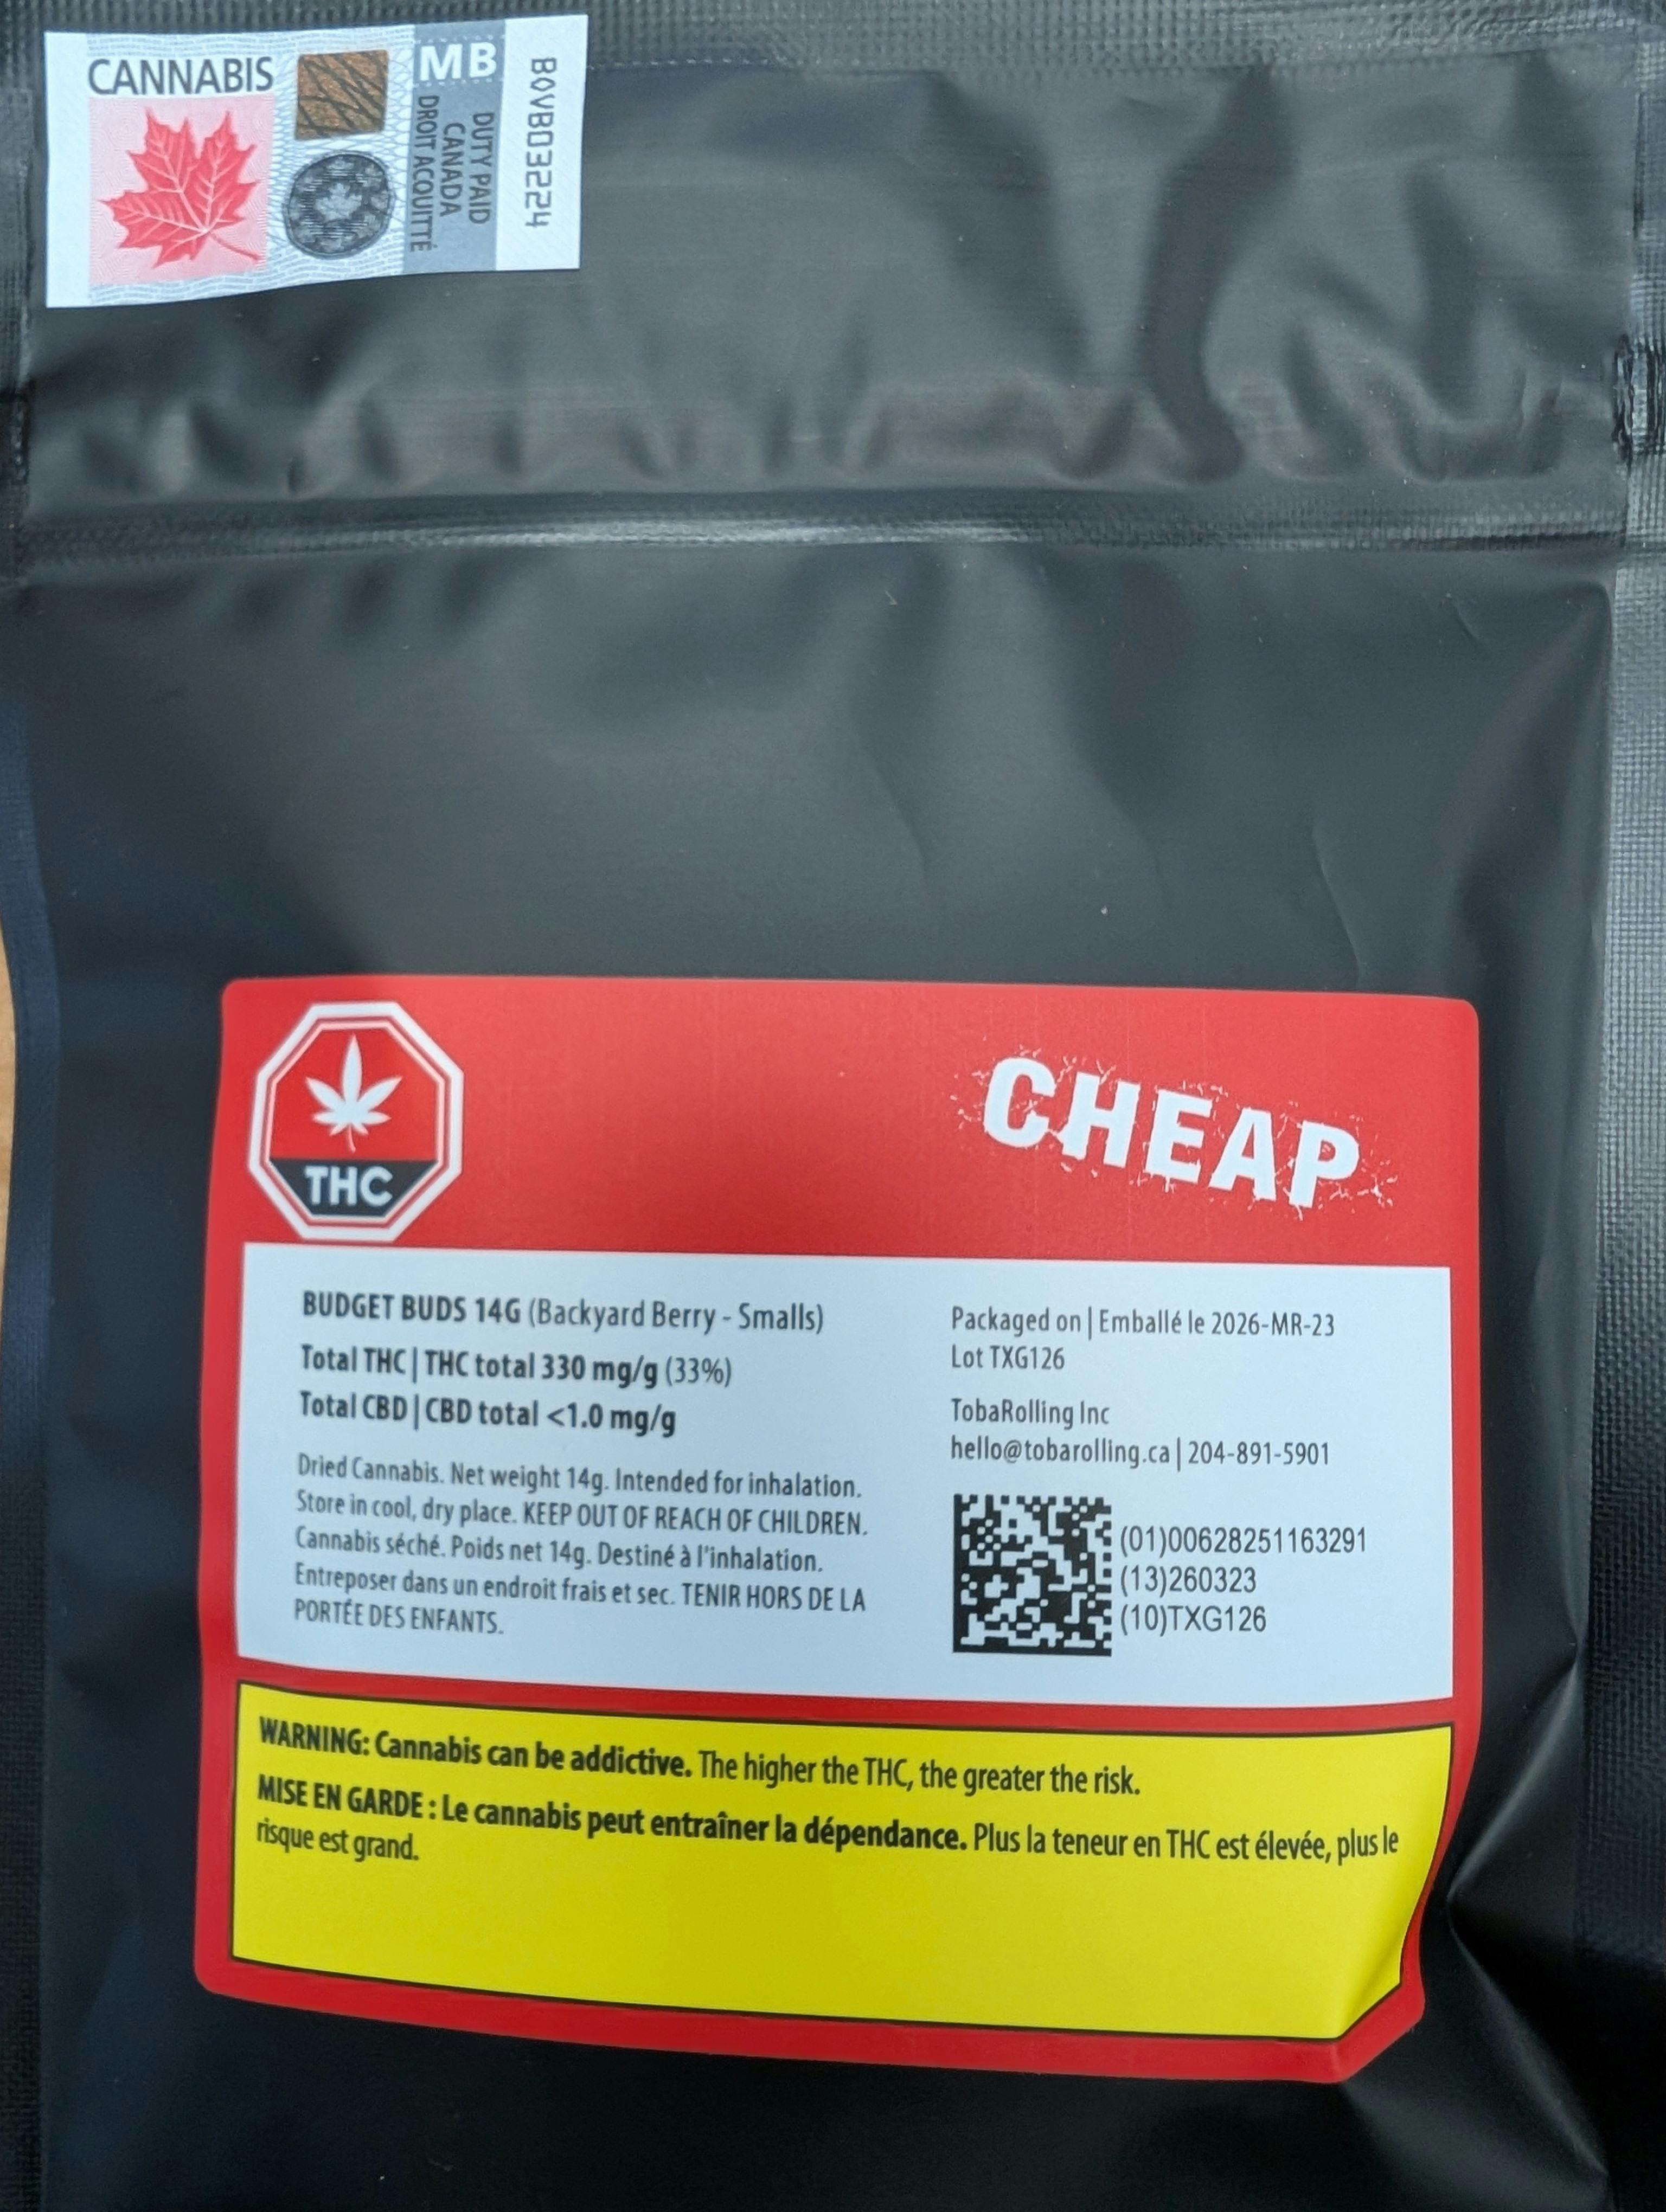 CANNABIS
MB
DUTY PAID
CANADA
DROIT ACQUITTÉ
B0VB03224
THC
CHEAP
BUDGET BUDS 14G (Backyard Berry - Smalls)
Total THC | THC total 330 mg/g (33%)
Total CBD | CBD total <1.0 mg/g
Dried Cannabis. Net weight 14g. Intended for inhalation.
Store in cool, dry place. KEEP OUT OF REACH OF CHILDREN.
Cannabis séché. Poids net 14g. Destiné à l'inhalation.
Entreposer dans un endroit frais et sec. TENIR HORS DE LA
PORTÉE DES ENFANTS.
Packaged on | Emballé le 2026-MR-23
Lot TXG126
TobaRolling Inc
hello@tobarolling.ca | 204-891-5901
(01)00628251163291
(13)260323
(10)TXG126
WARNING: Cannabis can be addictive. The higher the THC, the greater the risk.
MISE EN GARDE : Le cannabis peut entraîner la dépendance. Plus la teneur en THC est élevée, plus le
risque est grand.